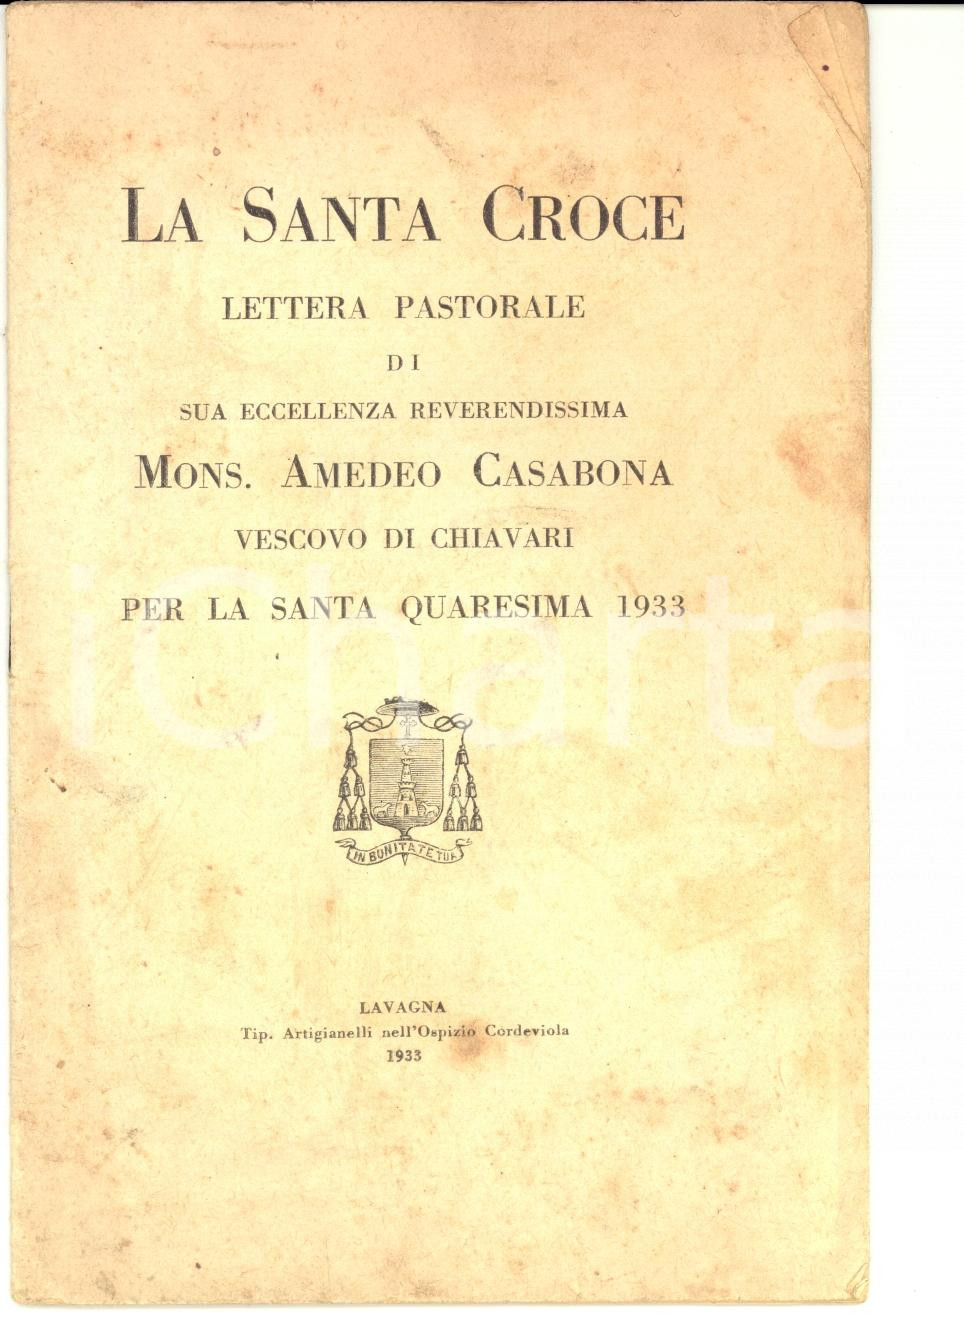 LA SANTA CROCE
LETTERA PASTORALE
DI
SUA ECCELLENZA REVERENDISSIMA
MONS. AMEDEO CASABONA
VESCOVO DI CHIAVARI
PER LA SANTA QUARESIMA 1933
iCharta
IN BONITATE TUA
LAVAGNA
Tip. Artigianelli nell'Ospizio Cordeviola
1933